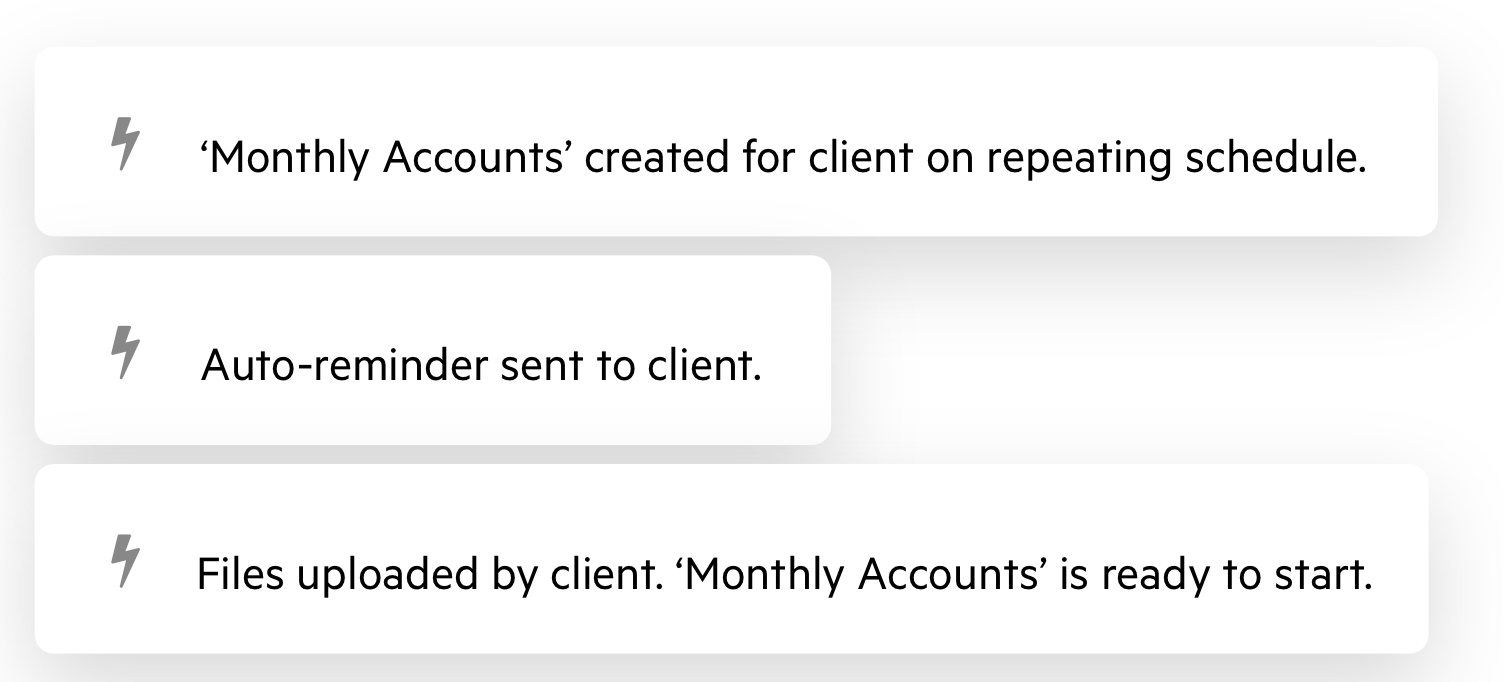 ‘Monthly Accounts’ created for client on repeating schedule.
Auto-reminder sent to client.
Files uploaded by client. ‘Monthly Accounts’ is ready to start.